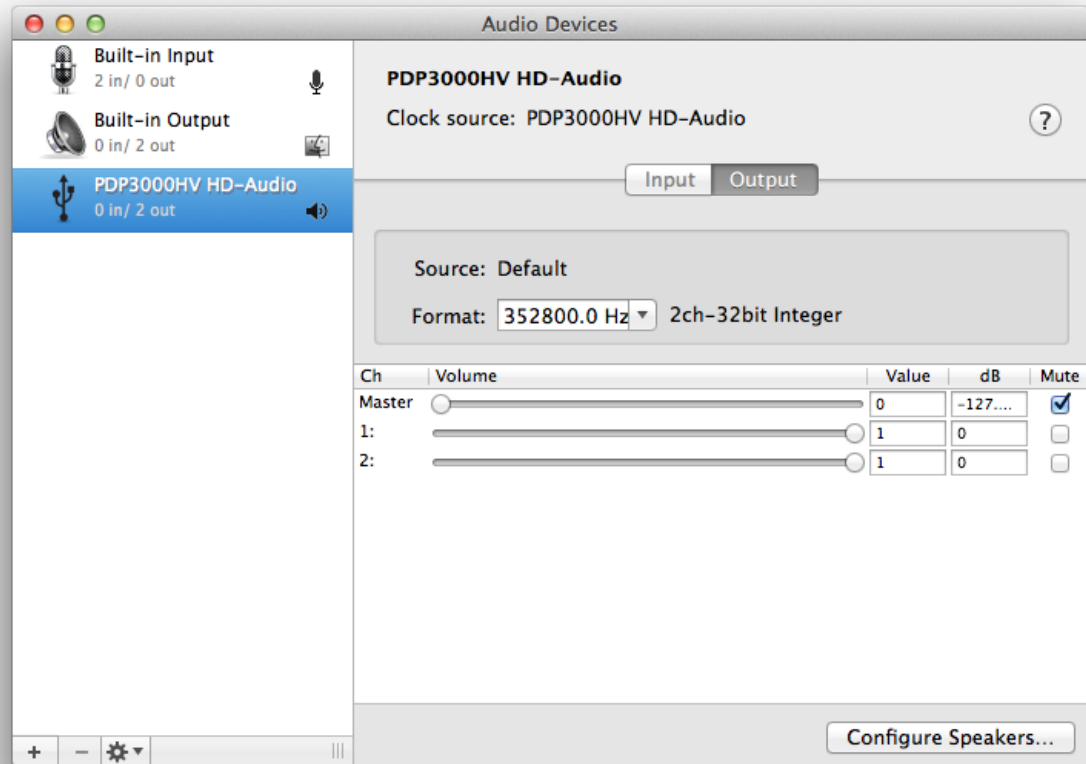 Audio Devices
Built-in Input
2 in/ 0 out
Built-in Output
0 in/ 2 out
PDP3000HV HD-Audio
0 in/ 2 out
PDP3000HV HD-Audio
Clock source: PDP3000HV HD-Audio
?
Input Output
Source: Default
Format: 352800.0 Hz 2ch-32bit Integer
Ch Volume Value dB Mute
Master 0 -127....
1: 1 0
2: 1 0
Configure Speakers...